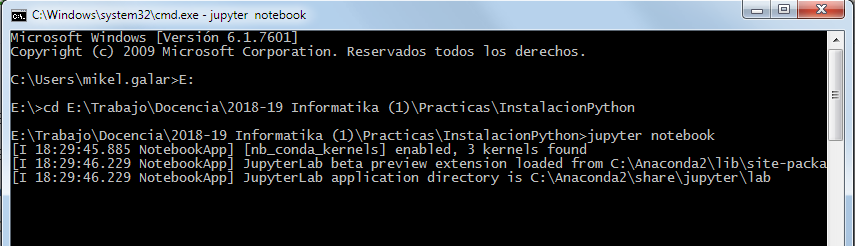 C:\Windows\system32\cmd.exe - jupyter notebook
Microsoft Windows [Versión 6.1.7601]
Copyright (c) 2009 Microsoft Corporation. Reservados todos los derechos.
C:\Users\mikel.galar>E:
E:\>cd E:\Trabajo\Docencia\2018-19 Informatika (1)\Practicas\InstalacionPython
E:\Trabajo\Docencia\2018-19 Informatika (1)\Practicas\InstalacionPython>jupyter notebook
[I 18:29:45.885 NotebookApp] [nb_conda_kernels] enabled, 3 kernels found
[I 18:29:46.229 NotebookApp] JupyterLab beta preview extension loaded from C:\Anaconda2\lib\site-packa
[I 18:29:46.229 NotebookApp] JupyterLab application directory is C:\Anaconda2\share\jupyter\lab